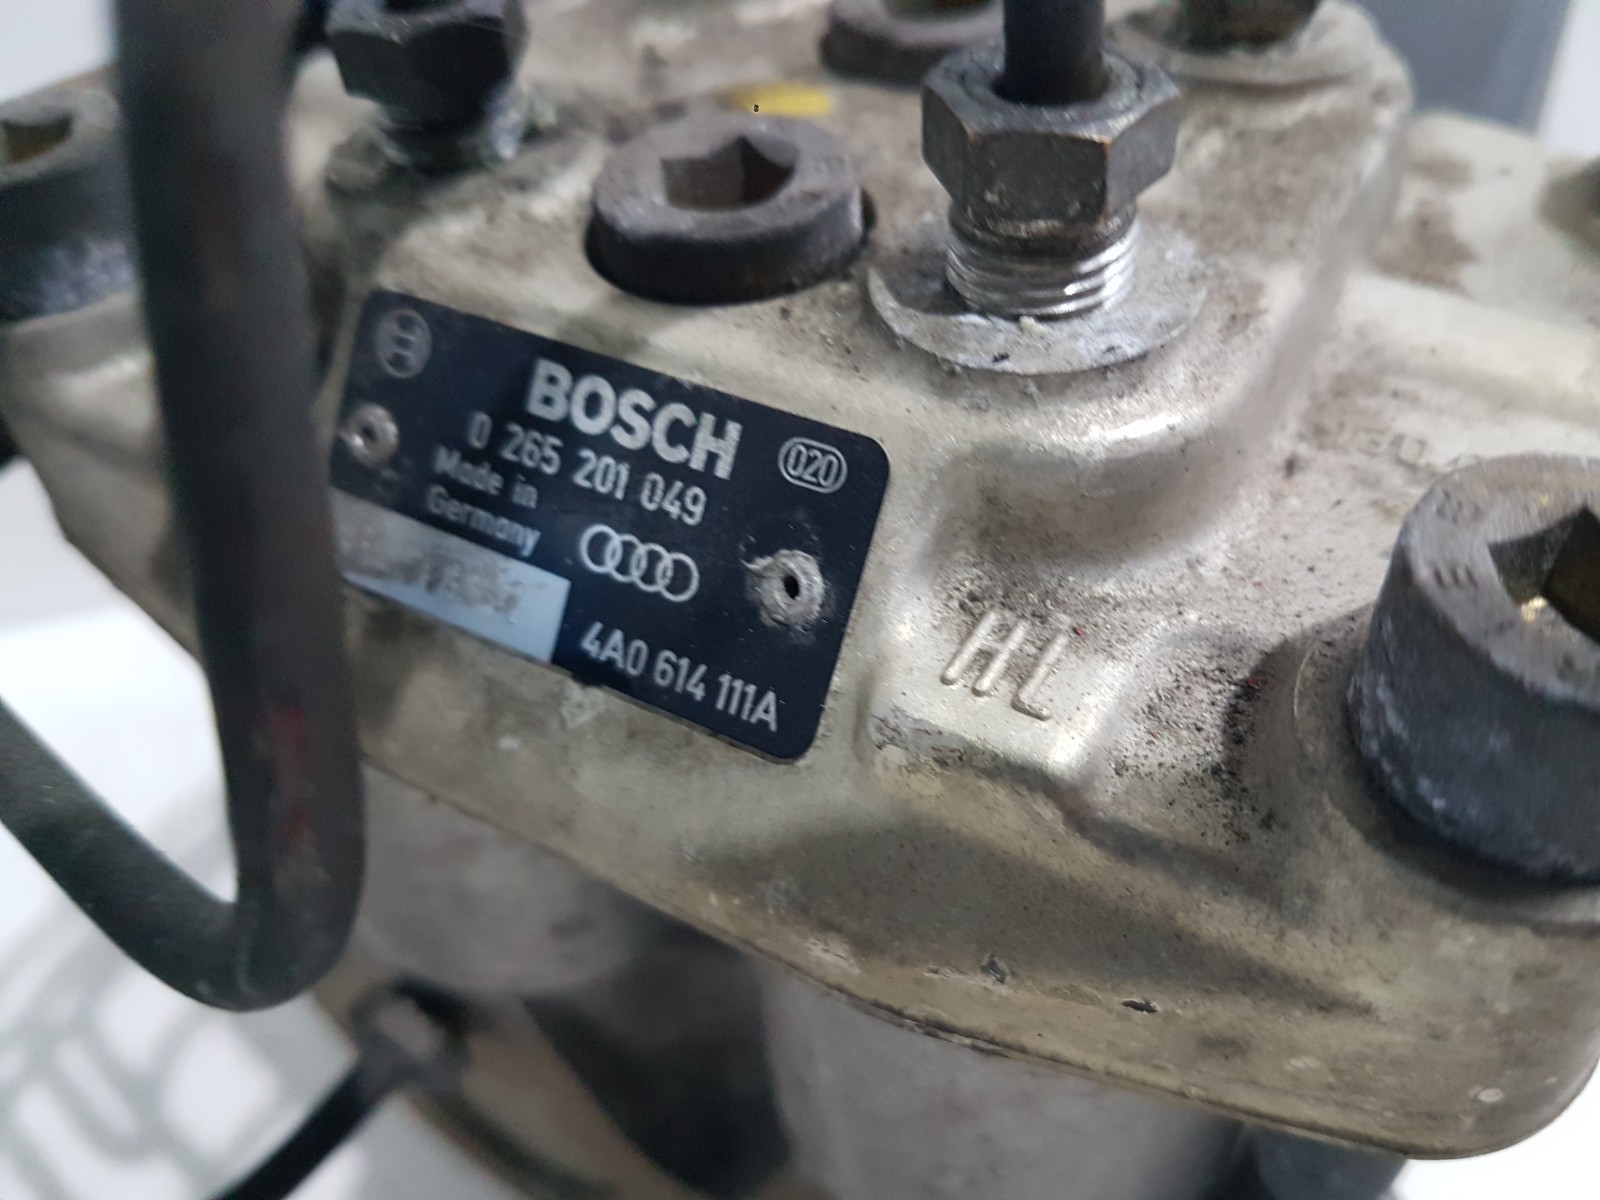 BOSCH
0 265 201 049
020
Made in
Germany
4A0 614 111A
HL